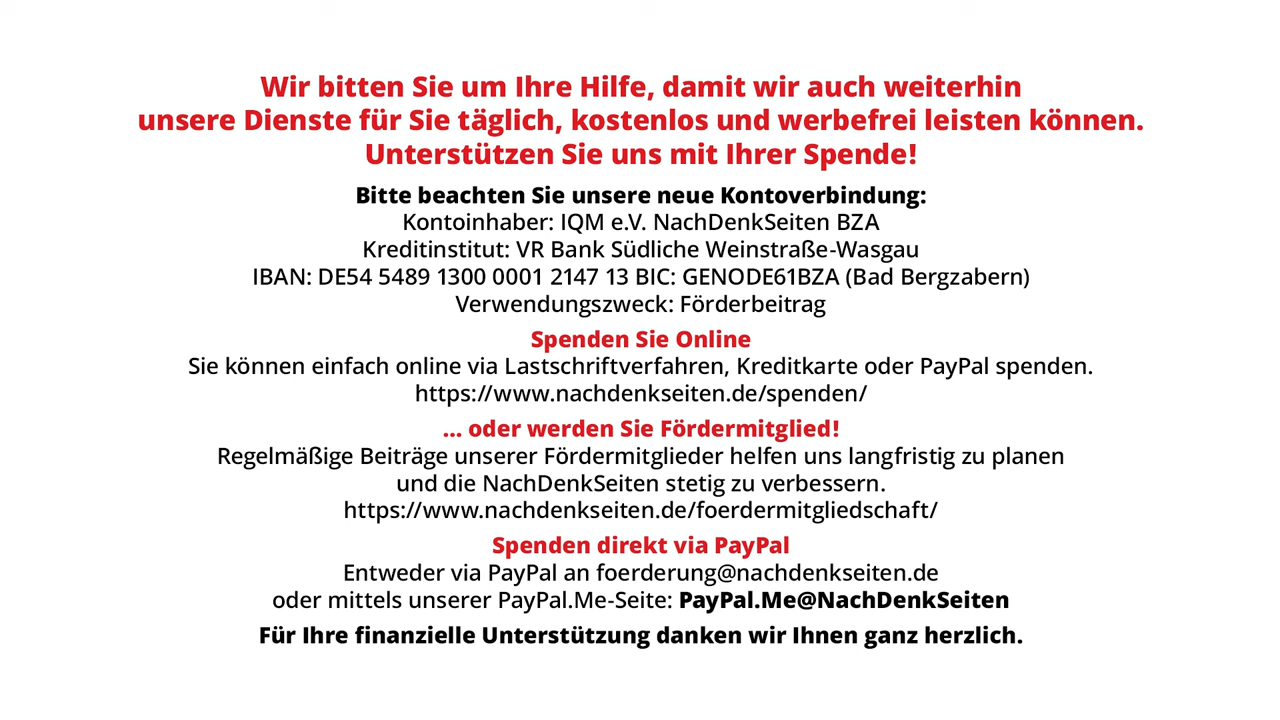 Wir bitten Sie um Ihre Hilfe, damit wir auch weiterhin
unsere Dienste für Sie täglich, kostenlos und werbefrei leisten können.
Unterstützen Sie uns mit Ihrer Spende!
Bitte beachten Sie unsere neue Kontoverbindung:
Kontoinhaber: IQM e.V. NachDenkSeiten BZA
Kreditinstitut: VR Bank Südliche Weinstraße-Wasgau
IBAN: DE54 5489 1300 0001 2147 13 BIC: GENODE61BZA (Bad Bergzabern)
Verwendungszweck: Förderbeitrag
Spenden Sie Online
Sie können einfach online via Lastschriftverfahren, Kreditkarte oder PayPal spenden.
https://www.nachdenkseiten.de/spenden/
... oder werden Sie Fördermitglied!
Regelmäßige Beiträge unserer Fördermitglieder helfen uns langfristig zu planen
und die NachDenkSeiten stetig zu verbessern.
https://www.nachdenkseiten.de/foerdermitgliedschaft/
Spenden direkt via PayPal
Entweder via PayPal an foerderung@nachdenkseiten.de
oder mittels unserer PayPal.Me-Seite: PayPal.Me@NachDenkSeiten
Für Ihre finanzielle Unterstützung danken wir Ihnen ganz herzlich.